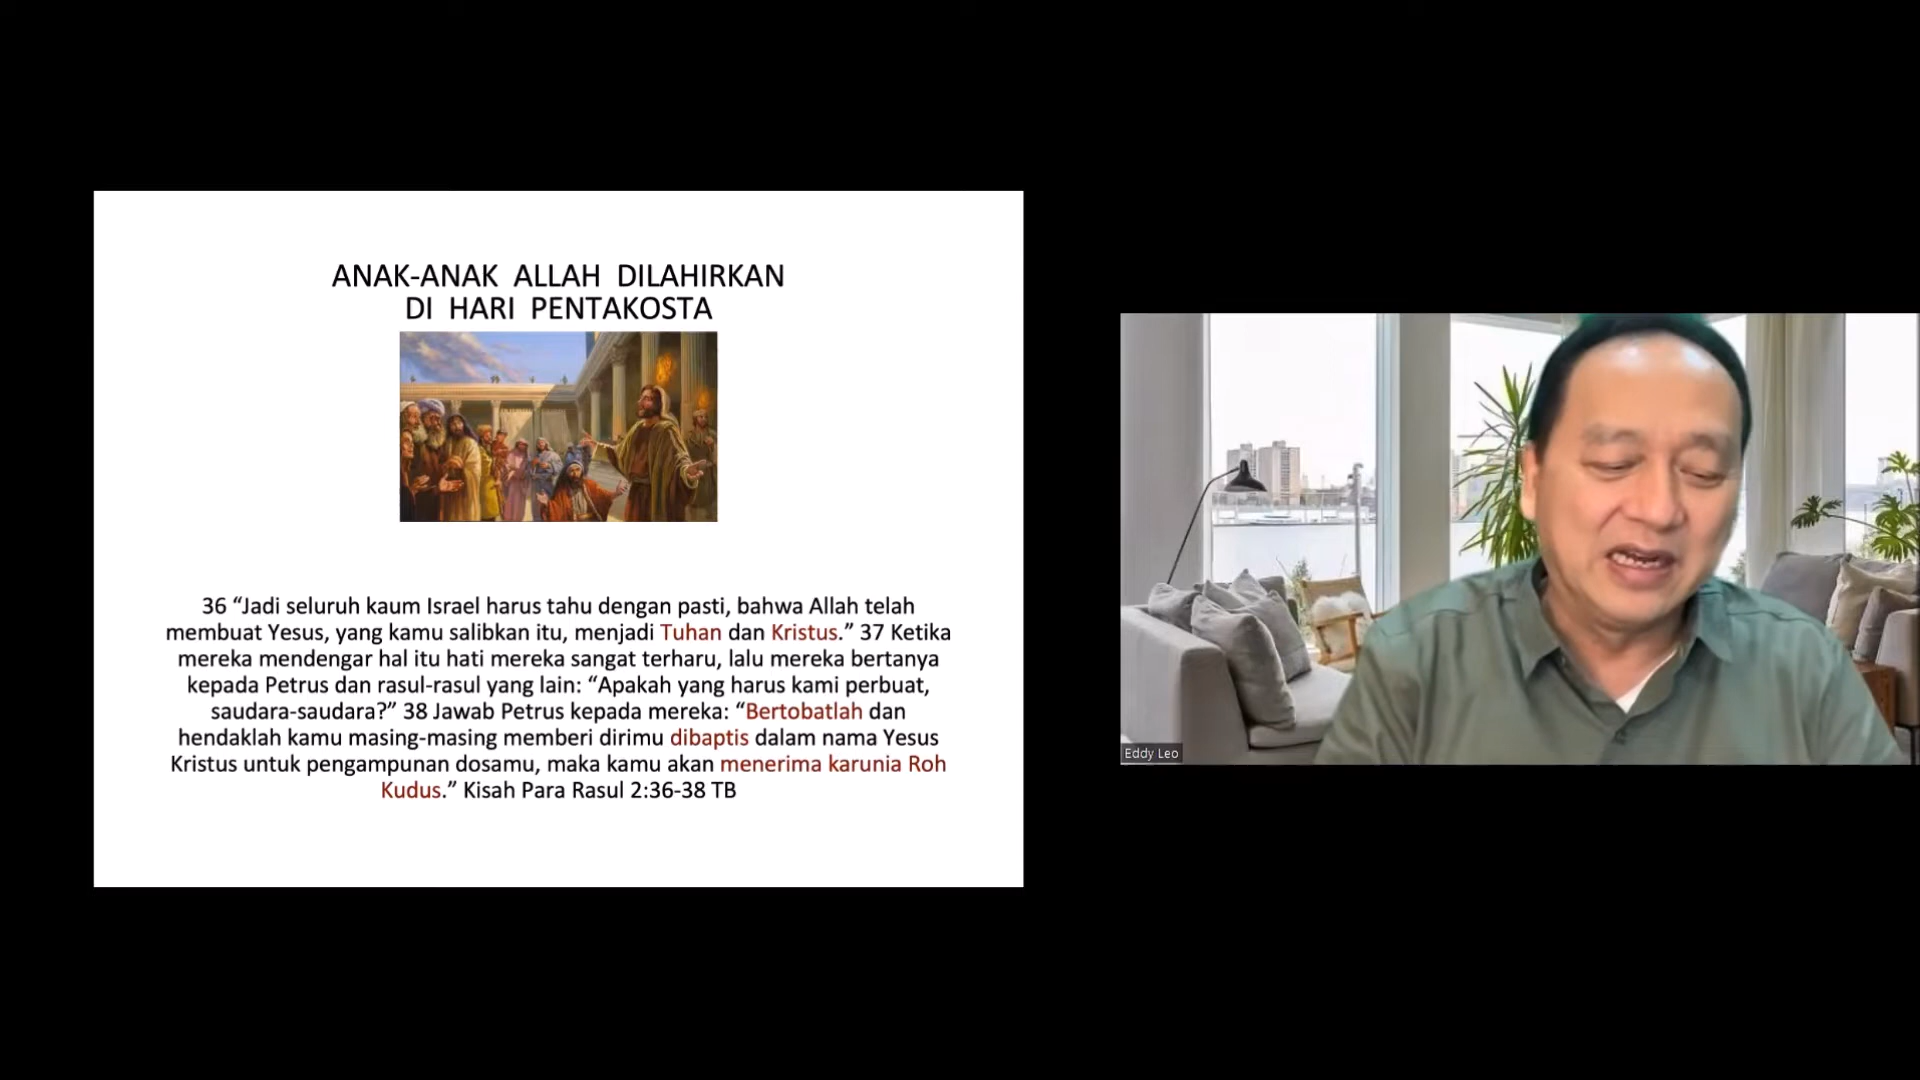 ANAK-ANAK ALLAH DILAHIRKAN
DI HARI PENTAKOSTA
36 “Jadi seluruh kaum Israel harus tahu dengan pasti, bahwa Allah telah
membuat Yesus, yang kamu salibkan itu, menjadi Tuhan dan Kristus.” 37 Ketika
mereka mendengar hal itu hati mereka sangat terharu, lalu mereka bertanya
kepada Petrus dan rasul-rasul yang lain: “Apakah yang harus kami perbuat,
saudara-saudara?” 38 Jawab Petrus kepada mereka: “Bertobatlah dan
hendaklah kamu masing-masing memberi dirimu dibaptis dalam nama Yesus
Kristus untuk pengampunan dosamu, maka kamu akan menerima karunia Roh
Kudus.” Kisah Para Rasul 2:36-38 TB
Eddy Leo